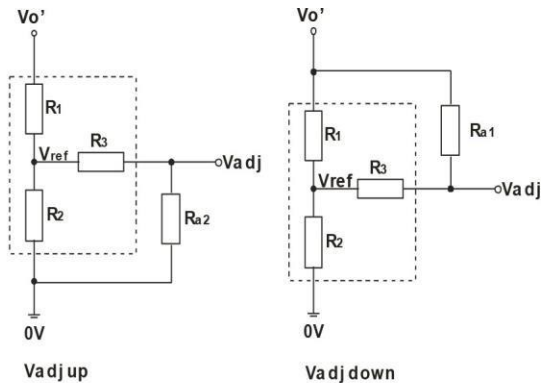 Vo'
R1
R3
Vref
Vadj
R2
Ra2
0V
Vadj up
Vo'
R1
Ra1
R3
Vref
Vadj
R2
0V
Vadj down